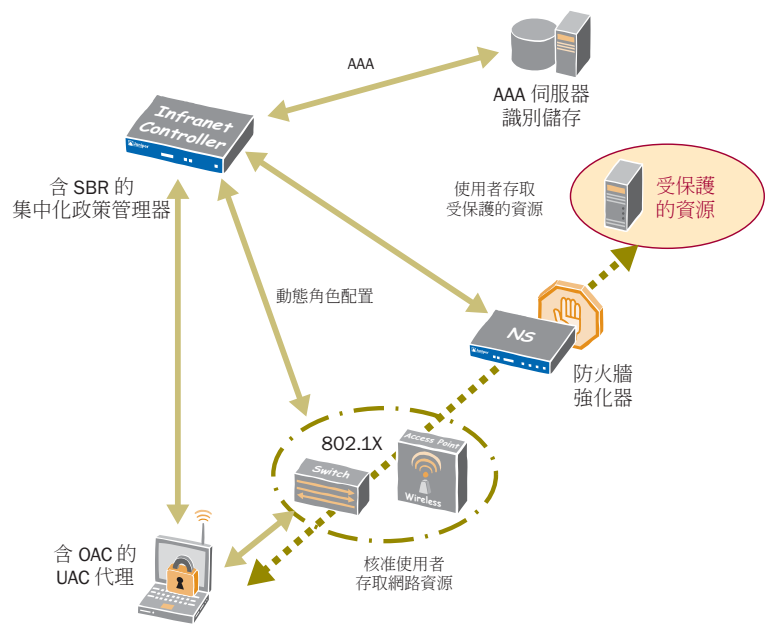 AAA
AAA 伺服器
識別儲存
Infranet
Controller
含 SBR 的
集中化政策管理器
使用者存取
受保護的資源
受保護
的資源
動態角色配置
NS
防火牆
強化器
802.1X
Switch
Access Point
Wireless
含 OAC 的
UAC 代理
核准使用者
存取網路資源